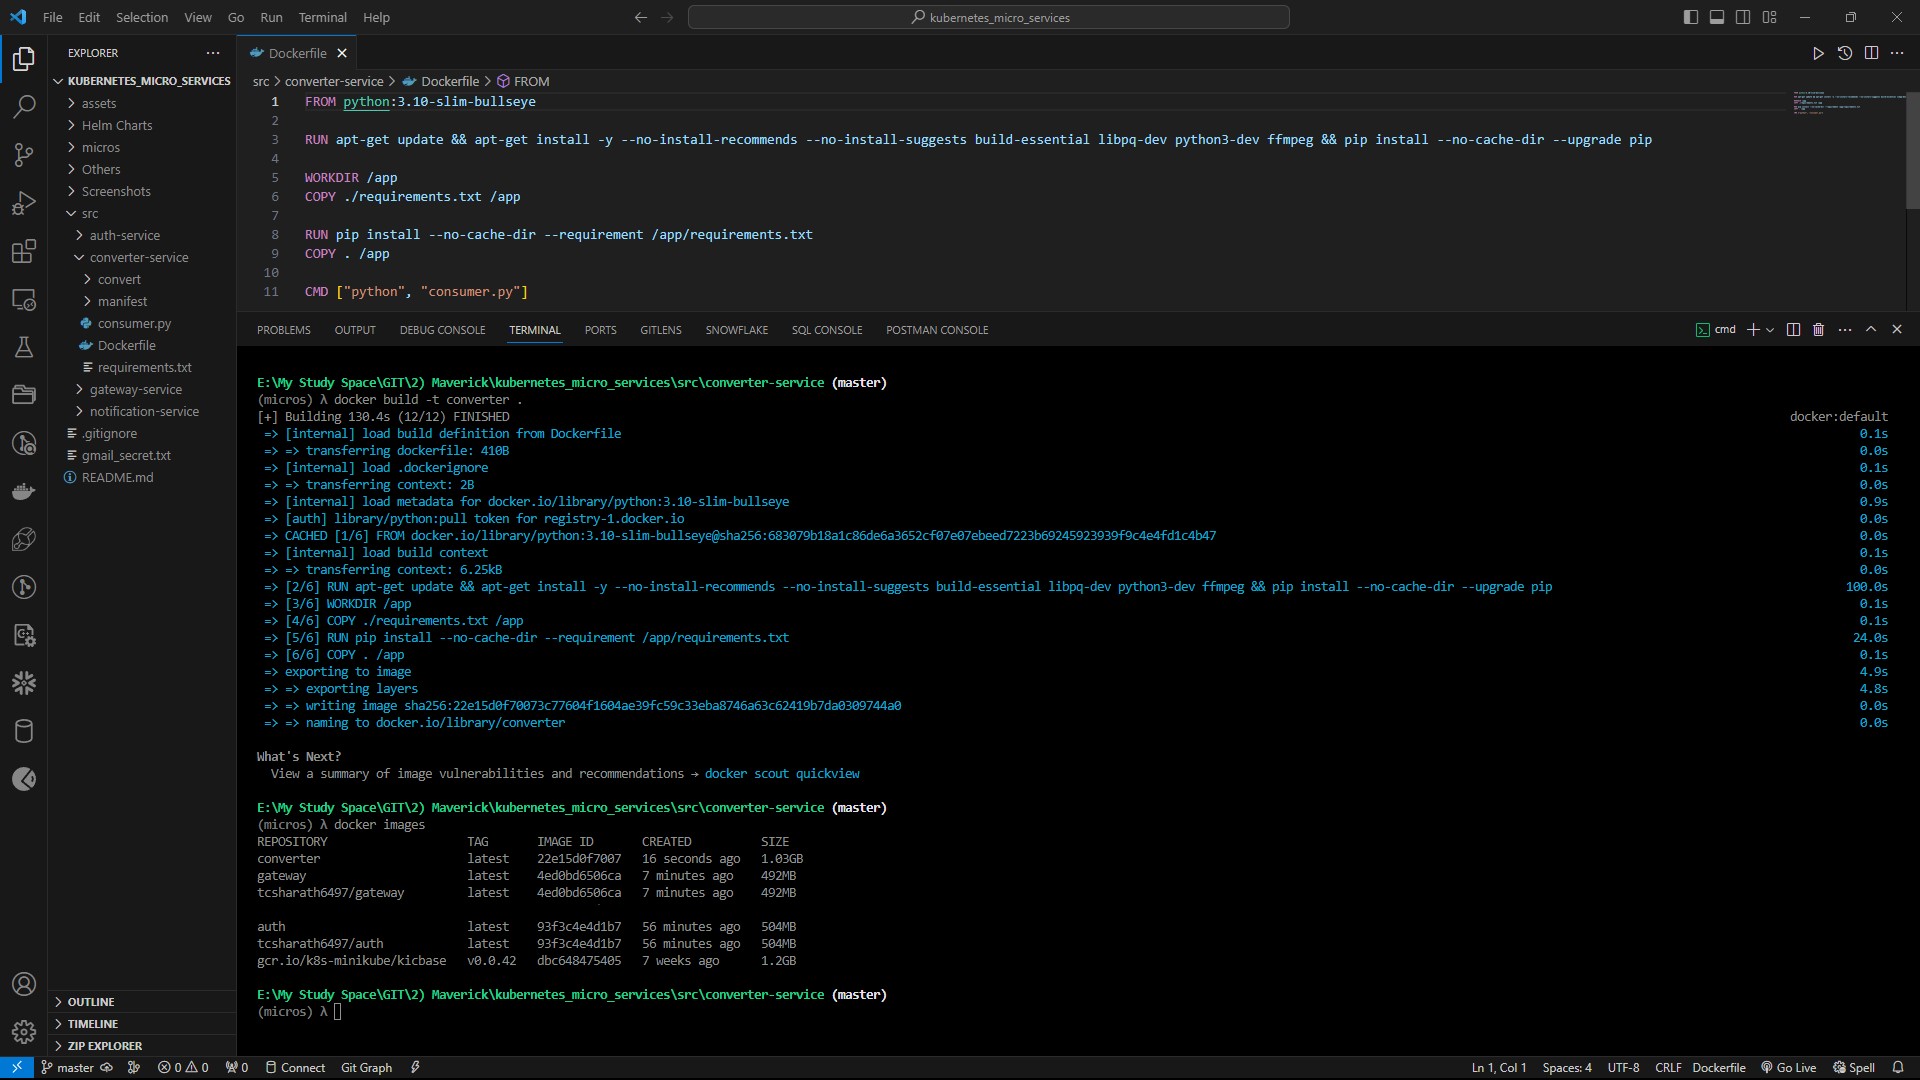 File Edit Selection View Go Run Terminal Help
kubernetes_micro_services
EXPLORER
KUBERNETES_MICRO_SERVICES
assets
Helm Charts
micros
Others
Screenshots
src
auth-service
converter-service
convert
manifest
consumer.py
Dockerfile
requirements.txt
gateway-service
notification-service
.gitignore
gmail_secret.txt
README.md
OUTLINE
TIMELINE
ZIP EXPLORER
Dockerfile
src > converter-service > Dockerfile > FROM
1 FROM python:3.10-slim-bullseye
2
3 RUN apt-get update && apt-get install -y --no-install-recommends --no-install-suggests build-essential libpq-dev python3-dev ffmpeg && pip install --no-cache-dir --upgrade pip
4
5 WORKDIR /app
6 COPY ./requirements.txt /app
7
8 RUN pip install --no-cache-dir --requirement /app/requirements.txt
9 COPY . /app
10
11 CMD ["python", "consumer.py"]
PROBLEMS OUTPUT DEBUG CONSOLE TERMINAL PORTS GITLENS SNOWFLAKE SQL CONSOLE POSTMAN CONSOLE cmd
E:\My Study Space\GIT\2) Maverick\kubernetes_micro_services\src\converter-service (master)
(micros) λ docker build -t converter .
[+] Building 130.4s (12/12) FINISHED docker:default
=> [internal] load build definition from Dockerfile 0.1s
=> => transferring dockerfile: 410B 0.0s
=> [internal] load .dockerignore 0.1s
=> => transferring context: 2B 0.0s
=> [internal] load metadata for docker.io/library/python:3.10-slim-bullseye 0.9s
=> [auth] library/python:pull token for registry-1.docker.io 0.0s
=> CACHED [1/6] FROM docker.io/library/python:3.10-slim-bullseye@sha256:683079b18a1c86de6a3652cf07e07ebeed7223b69245923939f9c4e4fd1c4b47 0.0s
=> [internal] load build context 0.1s
=> => transferring context: 6.25kB 0.0s
=> [2/6] RUN apt-get update && apt-get install -y --no-install-recommends --no-install-suggests build-essential libpq-dev python3-dev ffmpeg && pip install --no-cache-dir --upgrade pip 100.0s
=> [3/6] WORKDIR /app 0.1s
=> [4/6] COPY ./requirements.txt /app 0.1s
=> [5/6] RUN pip install --no-cache-dir --requirement /app/requirements.txt 24.0s
=> [6/6] COPY . /app 0.1s
=> exporting to image 4.9s
=> => exporting layers 4.8s
=> => writing image sha256:22e15d0f70073c77604f1604ae39fc59c33eba8746a63c62419b7da0309744a0 0.0s
=> => naming to docker.io/library/converter 0.0s
What's Next?
View a summary of image vulnerabilities and recommendations → docker scout quickview
E:\My Study Space\GIT\2) Maverick\kubernetes_micro_services\src\converter-service (master)
(micros) λ docker images
REPOSITORY TAG IMAGE ID CREATED SIZE
converter latest 22e15d0f7007 16 seconds ago 1.03GB
gateway latest 4ed0bd6506ca 7 minutes ago 492MB
tcsharath6497/gateway latest 4ed0bd6506ca 7 minutes ago 492MB
auth latest 93f3c4e4d1b7 56 minutes ago 504MB
tcsharath6497/auth latest 93f3c4e4d1b7 56 minutes ago 504MB
gcr.io/k8s-minikube/kicbase v0.0.42 dbc648475405 7 weeks ago 1.2GB
E:\My Study Space\GIT\2) Maverick\kubernetes_micro_services\src\converter-service (master)
(micros) λ
master 0 0 0 Connect Git Graph Ln 1, Col 1 Spaces: 4 UTF-8 CRLF Dockerfile Go Live Spell